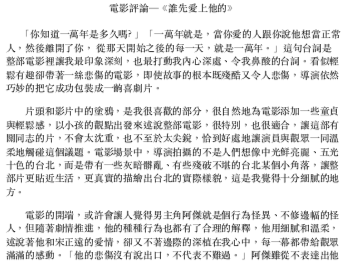 電影評論—《誰先愛上他的》
「你知道一萬年是多久嗎?」「一萬年就是,當你愛的人跟你說他想當正常
人,然後離開了你,從那天開始之後的每一天,就是一萬年。」這句台詞是
整部電影裡讓我最印象深刻,也最打動我內心深處、令我鼻酸的台詞。看似輕
鬆有趣卻帶著一絲悲傷的電影,即使故事的根本既殘酷又令人悲傷,導演依然
巧妙的把它成功包裝成一齣喜劇片。
片頭和影片中的塗鴉,是我很喜歡的部分,很自然地為電影添加一些童貞
與輕鬆感,以小孩的觀點出發來述說整部電影,很特別,也很適合,讓這部有
關同志的片,不會太沈重,也不至於太尖銳,恰到好處地讓演員與觀眾一同溫
柔地觸碰這個議題。電影場景中,導演拍攝的不是人們想像中光鮮亮麗、五光
十色的台北,而是帶有一些灰暗髒亂、有些殘破不堪的台北某個小角落,讓整
部片更貼近生活,更真實的描繪出台北的實際樣貌,這是我覺得十分細膩的地
方。
電影的開端,或許會讓人覺得男主角阿傑就是個行為怪異、不修邊幅的怪
人,但隨著劇情推進,他的種種行為也都有了合理的解釋,他用細膩和溫柔,
述說著他和宋正遠的愛情,卻又不著邊際的深植在我心中,每一幕都帶給觀眾
滿滿的感動。「他的悲傷沒有說出口,不代表不難過。」阿傑雖從不表達出他